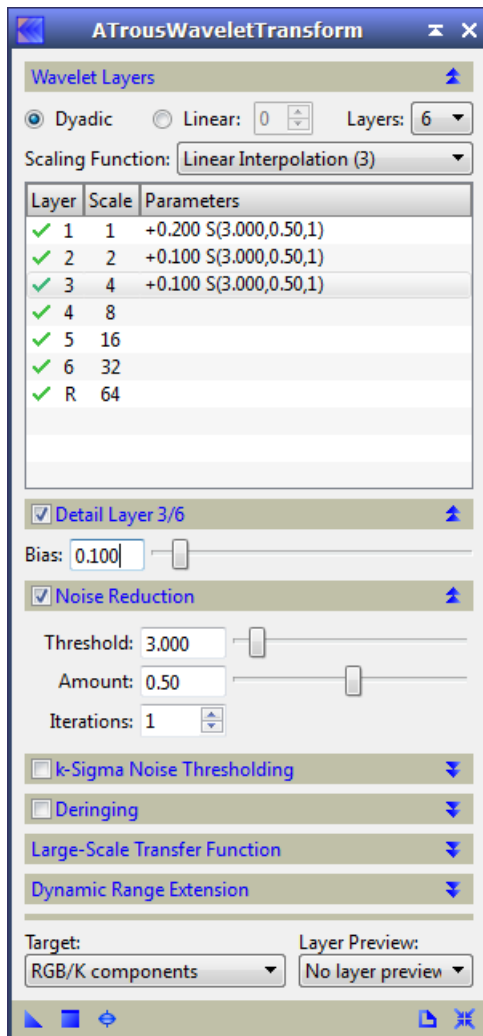 ATrousWaveletTransform
Wavelet Layers
Dyadic Linear: 0 Layers: 6
Scaling Function: Linear Interpolation (3)
Layer Scale Parameters
1 1 +0.200 S(3.000,0.50,1)
2 2 +0.100 S(3.000,0.50,1)
3 4 +0.100 S(3.000,0.50,1)
4 8
5 16
6 32
R 64
Detail Layer 3/6
Bias: 0.100
Noise Reduction
Threshold: 3.000
Amount: 0.50
Iterations: 1
k-Sigma Noise Thresholding
Deringing
Large-Scale Transfer Function
Dynamic Range Extension
Target: Layer Preview:
RGB/K components No layer preview